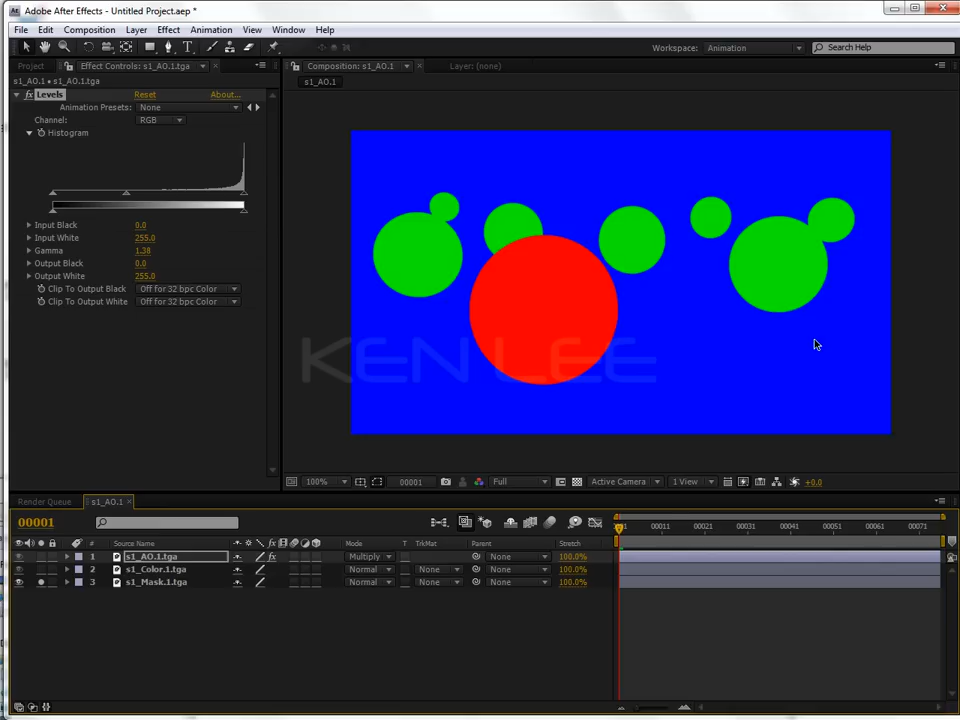 Adobe After Effects - Untitled Project.aep *
File Edit Composition Layer Effect Animation View Window Help
Workspace: Animation Search Help
Project Effect Controls: s1_AO.1.tga Composition: s1_AO.1 Layer: (none)
s1_AO.1 • s1_AO.1.tga s1_AO.1
fx Levels Reset About...
Animation Presets: None
Channel: RGB
Histogram
Input Black 0.0
Input White 255.0
Gamma 1.38
Output Black 0.0
Output White 255.0
Clip To Output Black Off for 32 bpc Color
Clip To Output White Off for 32 bpc Color
KEN LEE
100% 00001 Full Active Camera 1 View +0.0
Render Queue s1_AO.1
00001
00011 00021 00031 00041 00051 00061 00071
# Source Name fx Mode T TrkMat Parent Stretch
1 s1_AO.1.tga fx Multiply None 100.0%
2 s1_Color.1.tga Normal None None 100.0%
3 s1_Mask.1.tga Normal None None 100.0%